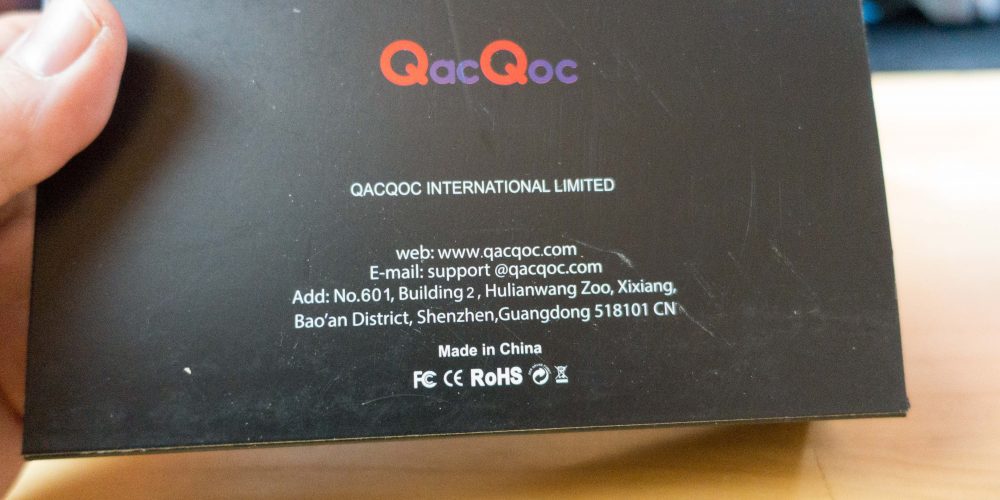 QacQoc
QACQOC INTERNATIONAL LIMITED
web: www.qacqoc.com
E-mail: support @qacqoc.com
Add: No.601, Building 2 , Hulianwang Zoo, Xixiang,
Bao'an District, Shenzhen,Guangdong 518101 CN
Made in China
FC CE RoHS